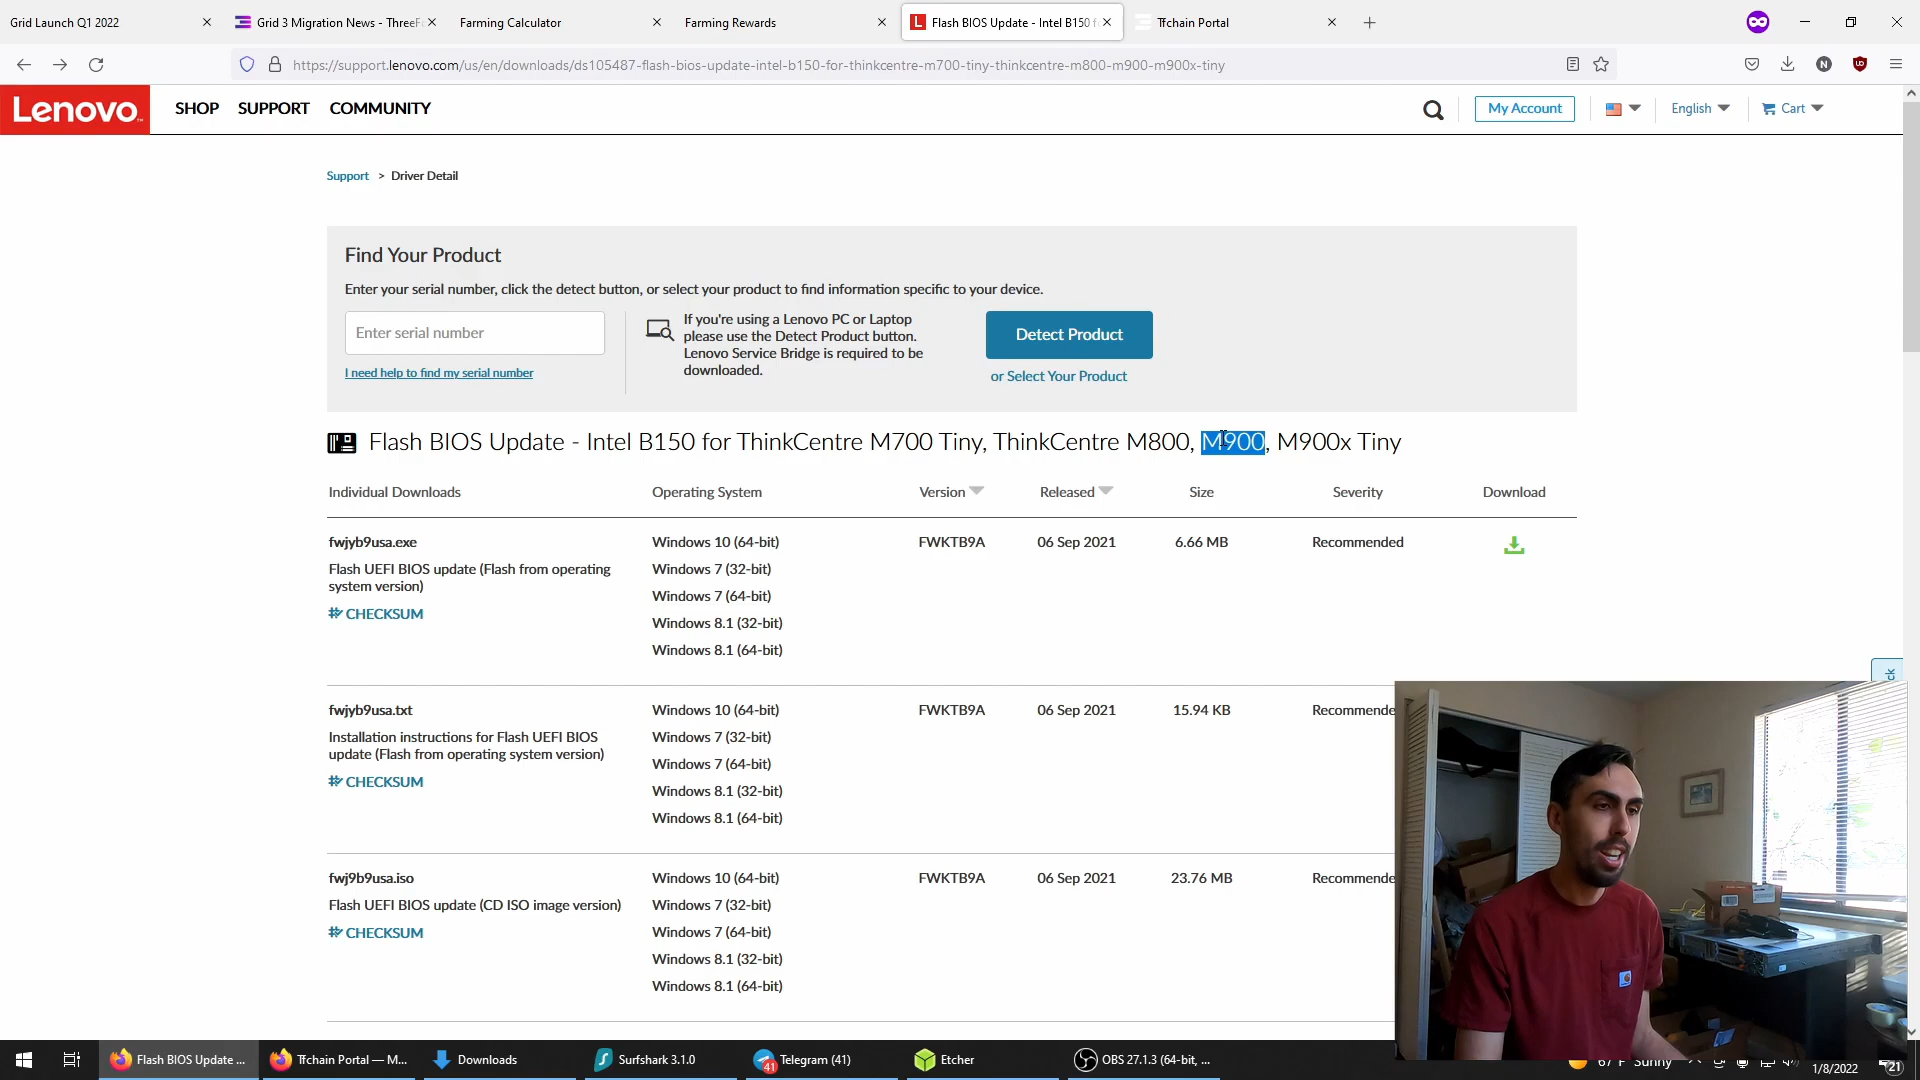 Grid Launch Q1 2022
Grid 3 Migration News - ThreeFo
Farming Calculator
Farming Rewards
Flash BIOS Update - Intel B150 fo
Tfchain Portal
https://support.lenovo.com/us/en/downloads/ds105487-flash-bios-update-intel-b150-for-thinkcentre-m700-tiny-thinkcentre-m800-m900-m900x-tiny
Lenovo
SHOP SUPPORT COMMUNITY
My Account
English
Cart
Support > Driver Detail
Find Your Product
Enter your serial number, click the detect button, or select your product to find information specific to your device.
Enter serial number
I need help to find my serial number
If you're using a Lenovo PC or Laptop
please use the Detect Product button.
Lenovo Service Bridge is required to be
downloaded.
Detect Product
or Select Your Product
Flash BIOS Update - Intel B150 for ThinkCentre M700 Tiny, ThinkCentre M800, M900, M900x Tiny
Individual Downloads Operating System Version Released Size Severity Download
fwjyb9usa.exe
Flash UEFI BIOS update (Flash from operating
system version)
CHECKSUM
Windows 10 (64-bit)
Windows 7 (32-bit)
Windows 7 (64-bit)
Windows 8.1 (32-bit)
Windows 8.1 (64-bit)
FWKTB9A 06 Sep 2021 6.66 MB Recommended
fwjyb9usa.txt
Installation instructions for Flash UEFI BIOS
update (Flash from operating system version)
CHECKSUM
Windows 10 (64-bit)
Windows 7 (32-bit)
Windows 7 (64-bit)
Windows 8.1 (32-bit)
Windows 8.1 (64-bit)
FWKTB9A 06 Sep 2021 15.94 KB Recommende
fwj9b9usa.iso
Flash UEFI BIOS update (CD ISO image version)
CHECKSUM
Windows 10 (64-bit)
Windows 7 (32-bit)
Windows 7 (64-bit)
Windows 8.1 (32-bit)
Windows 8.1 (64-bit)
FWKTB9A 06 Sep 2021 23.76 MB Recommende
ck
Flash BIOS Update ...
Tfchain Portal — M...
Downloads
Surfshark 3.1.0
41
Telegram (41)
Etcher
OBS 27.1.3 (64-bit, ...
67°F Sunny
1/8/2022
21